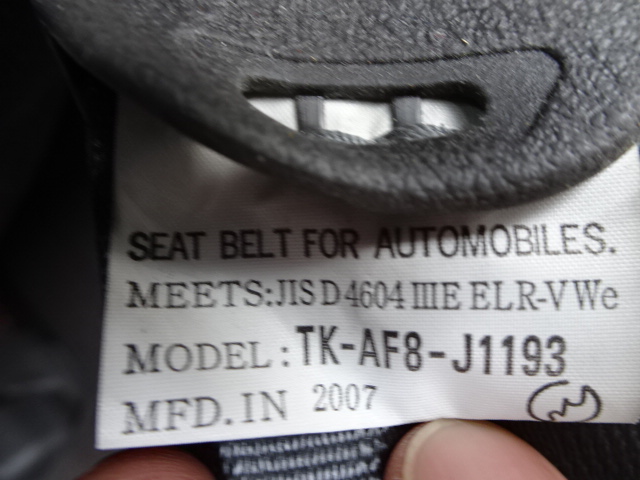 SEAT BELT FOR AUTOMOBILES.
MEETS:JIS D 4604 IIIE ELR-VWe
MODEL: TK-AF8-J1193
MFD. IN 2007